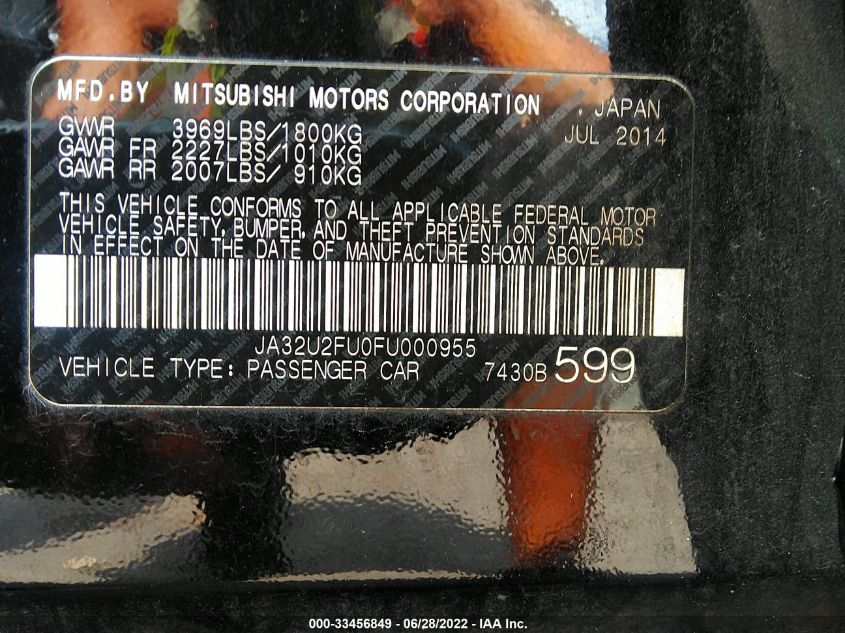 MFD.BY MITSUBISHI MOTORS CORPORATION . JAPAN
GVWR 3969LBS/1800KG JUL 2014
GAWR FR 2227LBS/1010KG
GAWR RR 2007LBS/ 910KG
THIS VEHICLE CONFORMS TO ALL APPLICABLE FEDERAL MOTOR
VEHICLE SAFETY, BUMPER, AND THEFT PREVENTION STANDARDS
IN EFFECT ON THE DATE OF MANUFACTURE SHOWN ABOVE.
JA32U2FU0FU000955
VEHICLE TYPE: PASSENGER CAR 7430B 599
000-33456849 - 06/28/2022 - IAA Inc.